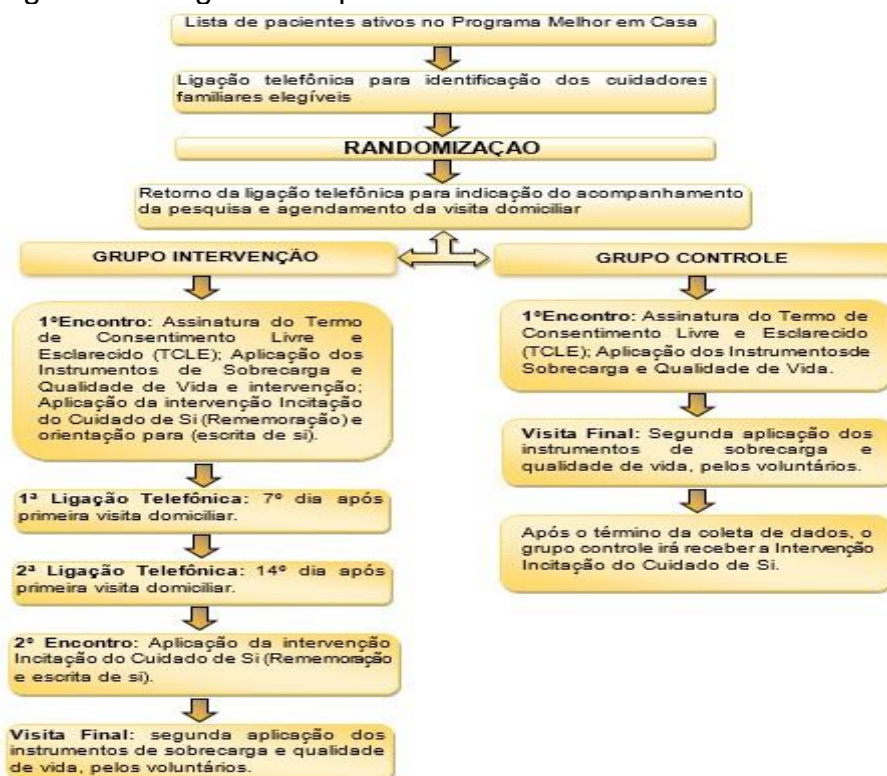 Lista de pacientes ativos no Programa Melhor em Casa
Ligação telefônica para identificação dos cuidadores
familiares elegíveis
RANDOMIZAÇAO
Retorno da ligação telefônica para indicação do acompanhamento
da pesquisa e agendamento da visita domiciliar
GRUPO INTERVENÇÃO
1ºEncontro: Assinatura do Termo
de Consentimento Livre e
Esclarecido (TCLE); Aplicação dos
Instrumentos de Sobrecarga e
Qualidade de Vida e intervenção;
Aplicação da intervenção Incitação
do Cuidado de Si (Rememoração) e
orientação para (escrita de si).
1ª Ligação Telefônica: 7º dia após
primeira visita domiciliar.
2ª Ligação Telefônica: 14º dia após
primeira visita domiciliar.
2º Encontro: Aplicação da intervenção
Incitação do Cuidado de Si (Rememoração
e escrita de si).
Visita Final: segunda aplicação dos
instrumentos de sobrecarga e qualidade
de vida, pelos voluntários.
GRUPO CONTROLE
1ºEncontro: Assinatura do Termo de
Consentimento Livre e Esclarecido
(TCLE); Aplicação dos Instrumentosde
Sobrecarga e Qualidade de Vida.
Visita Final: Segunda aplicação dos
instrumentos de sobrecarga e
qualidade de vida, pelos voluntários.
Após o término da coleta de dados, o
grupo controle irá receber a Intervenção
Incitação do Cuidado de Si.